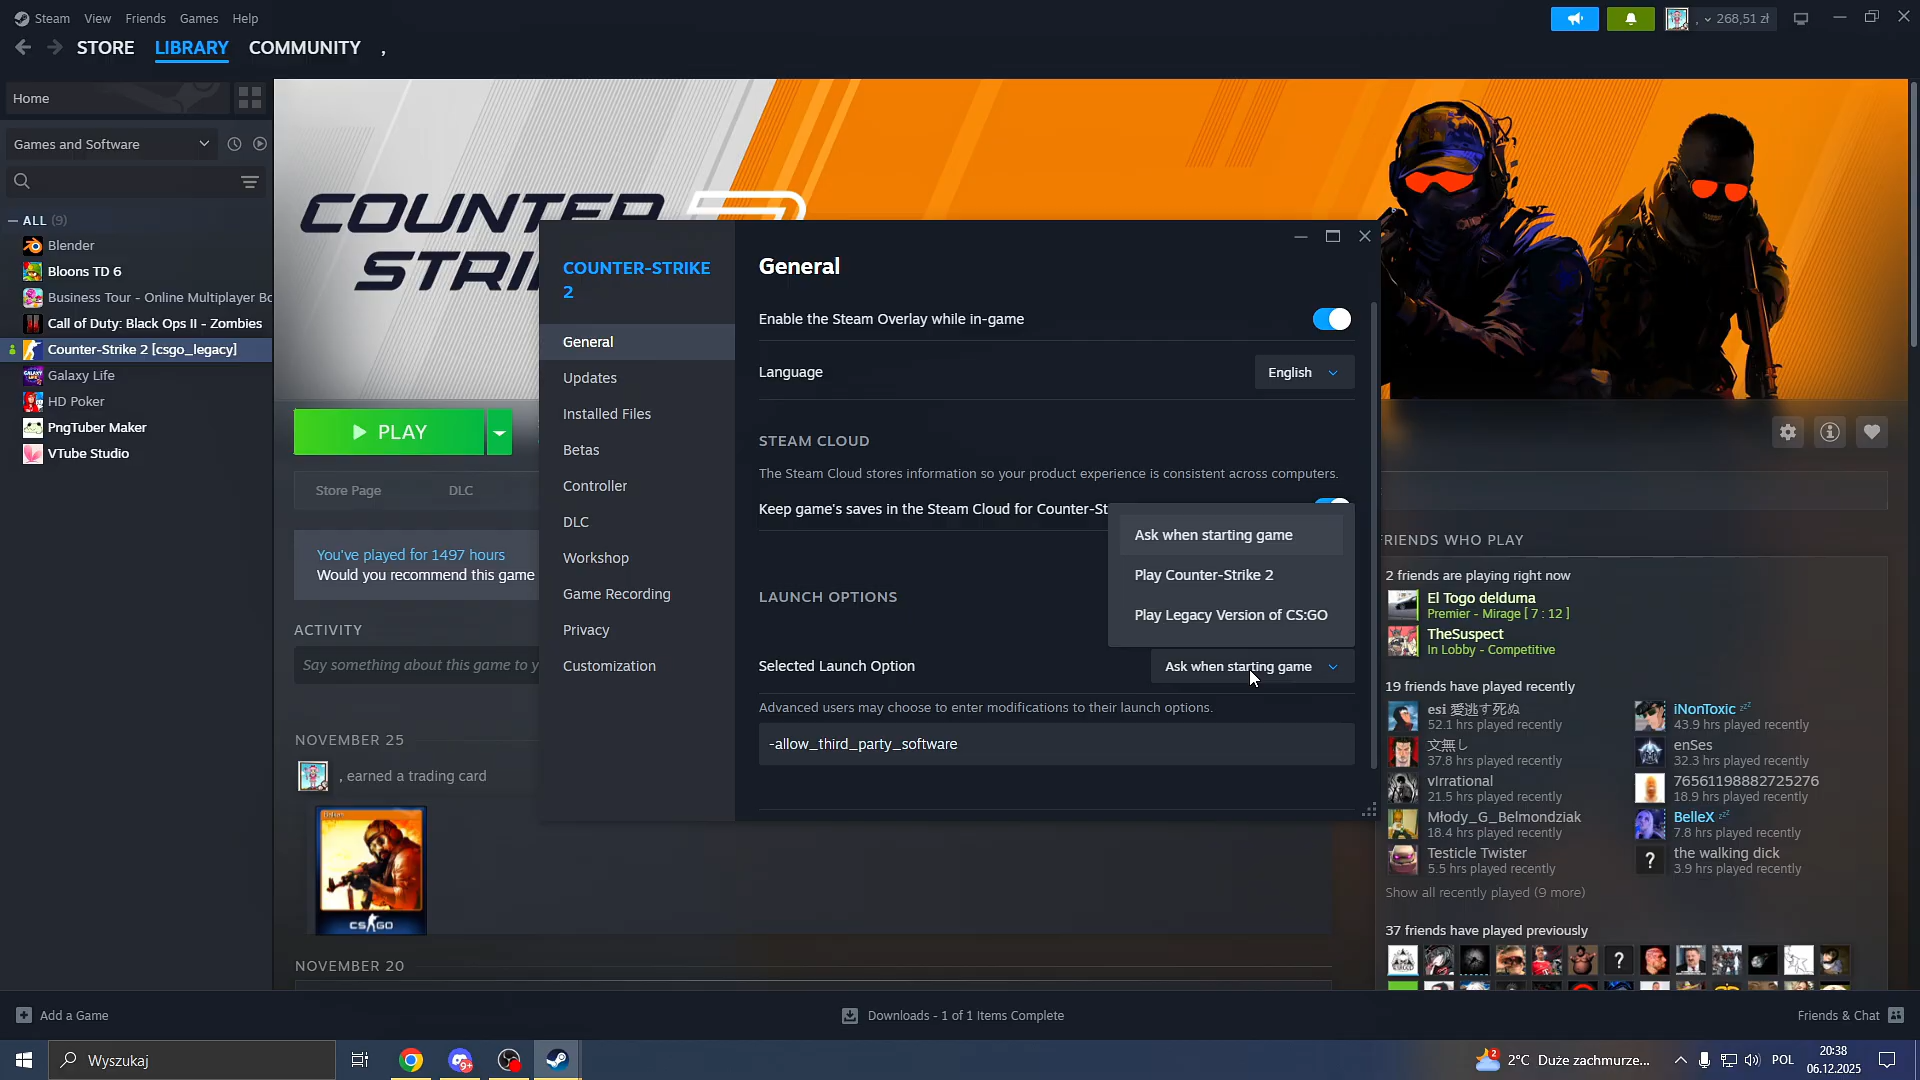 Steam View Friends Games Help
, 268,51 zł
STORE LIBRARY COMMUNITY ,
Home
Games and Software
ALL (9)
Blender
Bloons TD 6
Business Tour - Online Multiplayer Bo
Call of Duty: Black Ops II - Zombies
Counter-Strike 2 [csgo_legacy]
Galaxy Life
HD Poker
PngTuber Maker
VTube Studio
COUNTER
STRI
PLAY
Store Page DLC
You've played for 1497 hours
Would you recommend this game
ACTIVITY
Say something about this game to y
NOVEMBER 25
, earned a trading card
CS GO
NOVEMBER 20
COUNTER-STRIKE
2
General
Updates
Installed Files
Betas
Controller
DLC
Workshop
Game Recording
Privacy
Customization
General
Enable the Steam Overlay while in-game
Language English
STEAM CLOUD
The Steam Cloud stores information so your product experience is consistent across computers.
Keep game's saves in the Steam Cloud for Counter-St
Ask when starting game
Play Counter-Strike 2
Play Legacy Version of CS:GO
LAUNCH OPTIONS
Selected Launch Option Ask when starting game
Advanced users may choose to enter modifications to their launch options.
-allow_third_party_software
FRIENDS WHO PLAY
2 friends are playing right now
El Togo delduma
Premier - Mirage [ 7 : 12 ]
TheSuspect
In Lobby - Competitive
19 friends have played recently
esi 愛逃す死ぬ
52.1 hrs played recently
iNonToxic zzz
43.9 hrs played recently
文無し
37.8 hrs played recently
enSes
32.3 hrs played recently
vIrrational
21.5 hrs played recently
76561198882725276
18.9 hrs played recently
Młody_G_Belmondziak
18.4 hrs played recently
BelleX zzz
7.8 hrs played recently
Testicle Twister
5.5 hrs played recently
the walking dick
3.9 hrs played recently
Show all recently played (9 more)
37 friends have played previously
Add a Game
Downloads - 1 of 1 Items Complete
Friends & Chat
Wyszukaj
9+
2
2°C Duże zachmurze...
POL
20:38
06.12.2025